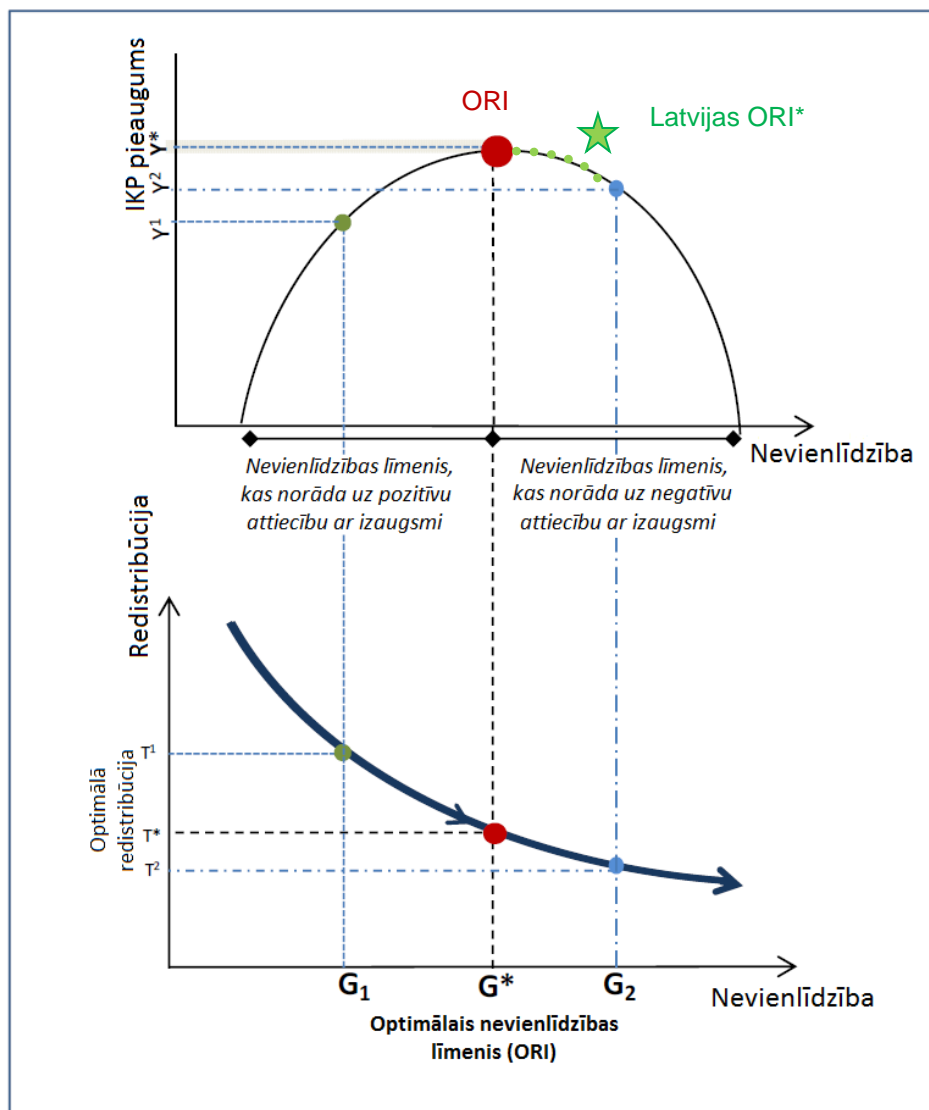 IKP pieaugums
ORI
Latvijas ORI*
Y*
Y²
Y¹
Nevienlīdzība
Nevienlīdzības līmenis,
kas norāda uz pozitīvu
attiecību ar izaugsmi
Nevienlīdzības līmenis,
kas norāda uz negatīvu
attiecību ar izaugsmi
Redistribūcija
Optimālā
redistribūcija
T¹
T*
T²
G₁
G*
G₂
Nevienlīdzība
Optimālais nevienlīdzības
līmenis (ORI)